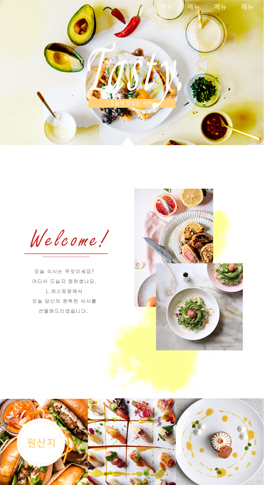 메뉴 메뉴 메뉴 메뉴
Tasty
Welcome!
오늘 식사는 무엇이세요?
어디서 드실지 정하셨나요.
L 레스토랑에서
오늘 당신의 완벽한 식사를
선물해드리겠습니다.
원산지